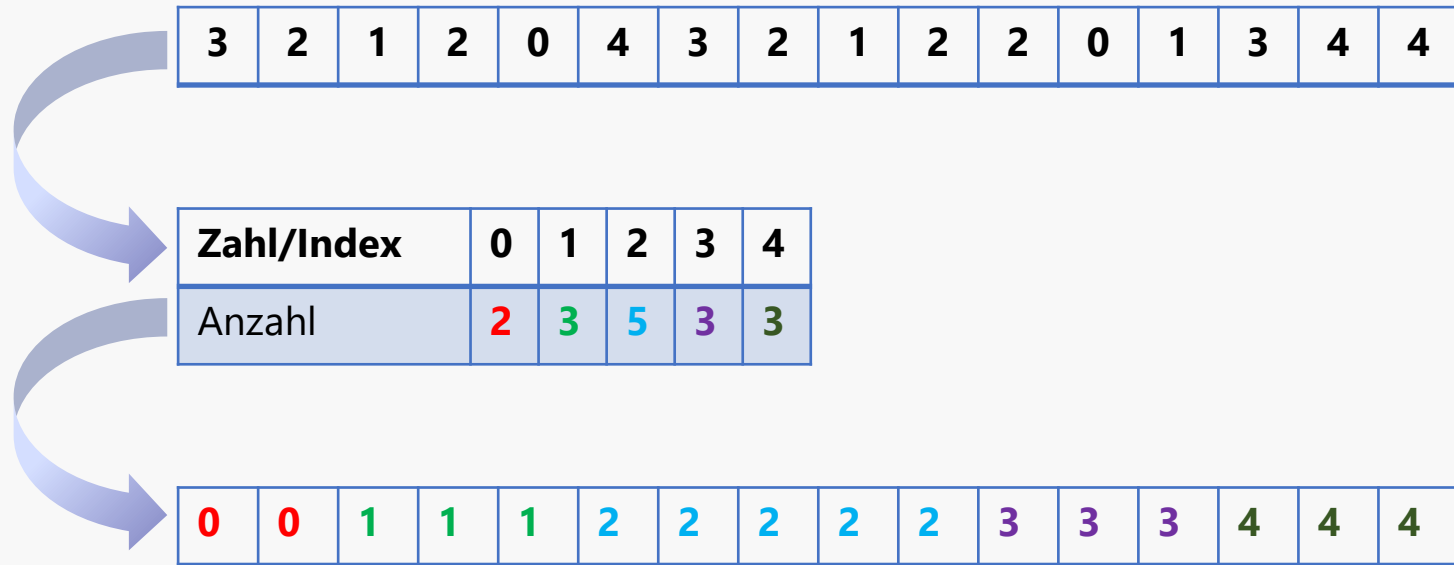 3 2 1 2 0 4 3 2 1 2 2 0 1 3 4 4
Zahl/Index 0 1 2 3 4
Anzahl 2 3 5 3 3
0 0 1 1 1 2 2 2 2 2 3 3 3 4 4 4